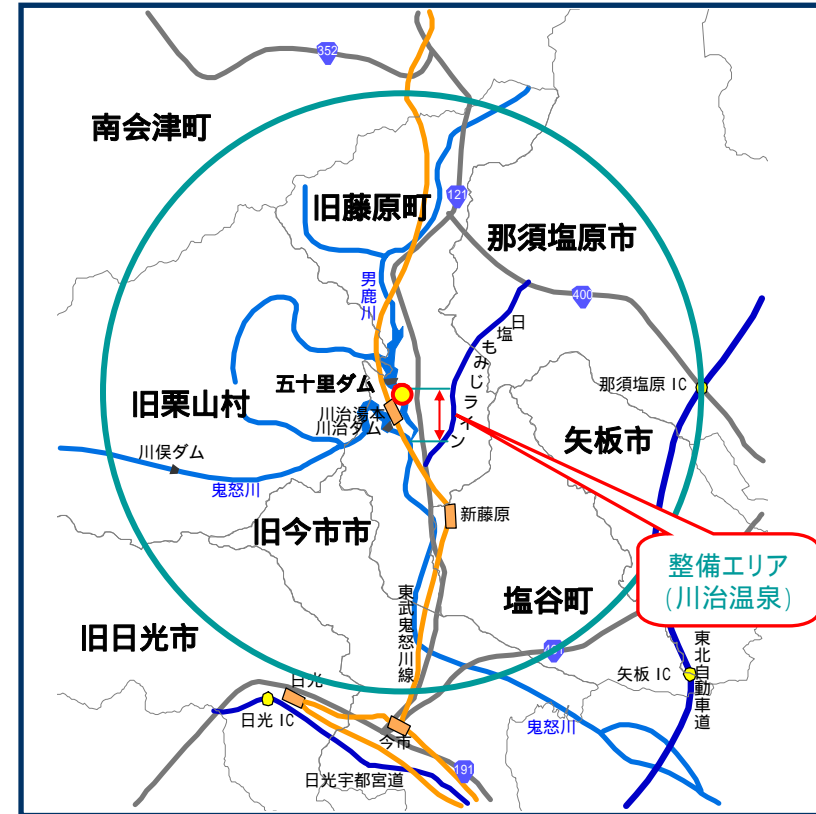 352
南会津町
旧藤原町
121
那須塩原市
男鹿川
400
日塩もみじライン
五十里ダム
那須塩原 IC
旧栗山村
川治湯本
川治ダム
矢板市
川俣ダム
鬼怒川
新藤原
旧今市市
整備エリア
(川治温泉)
塩谷町
東武鬼怒川線
旧日光市
東北自動車道
矢板 IC
日光
日光 IC
今市
鬼怒川
191
日光宇都宮道